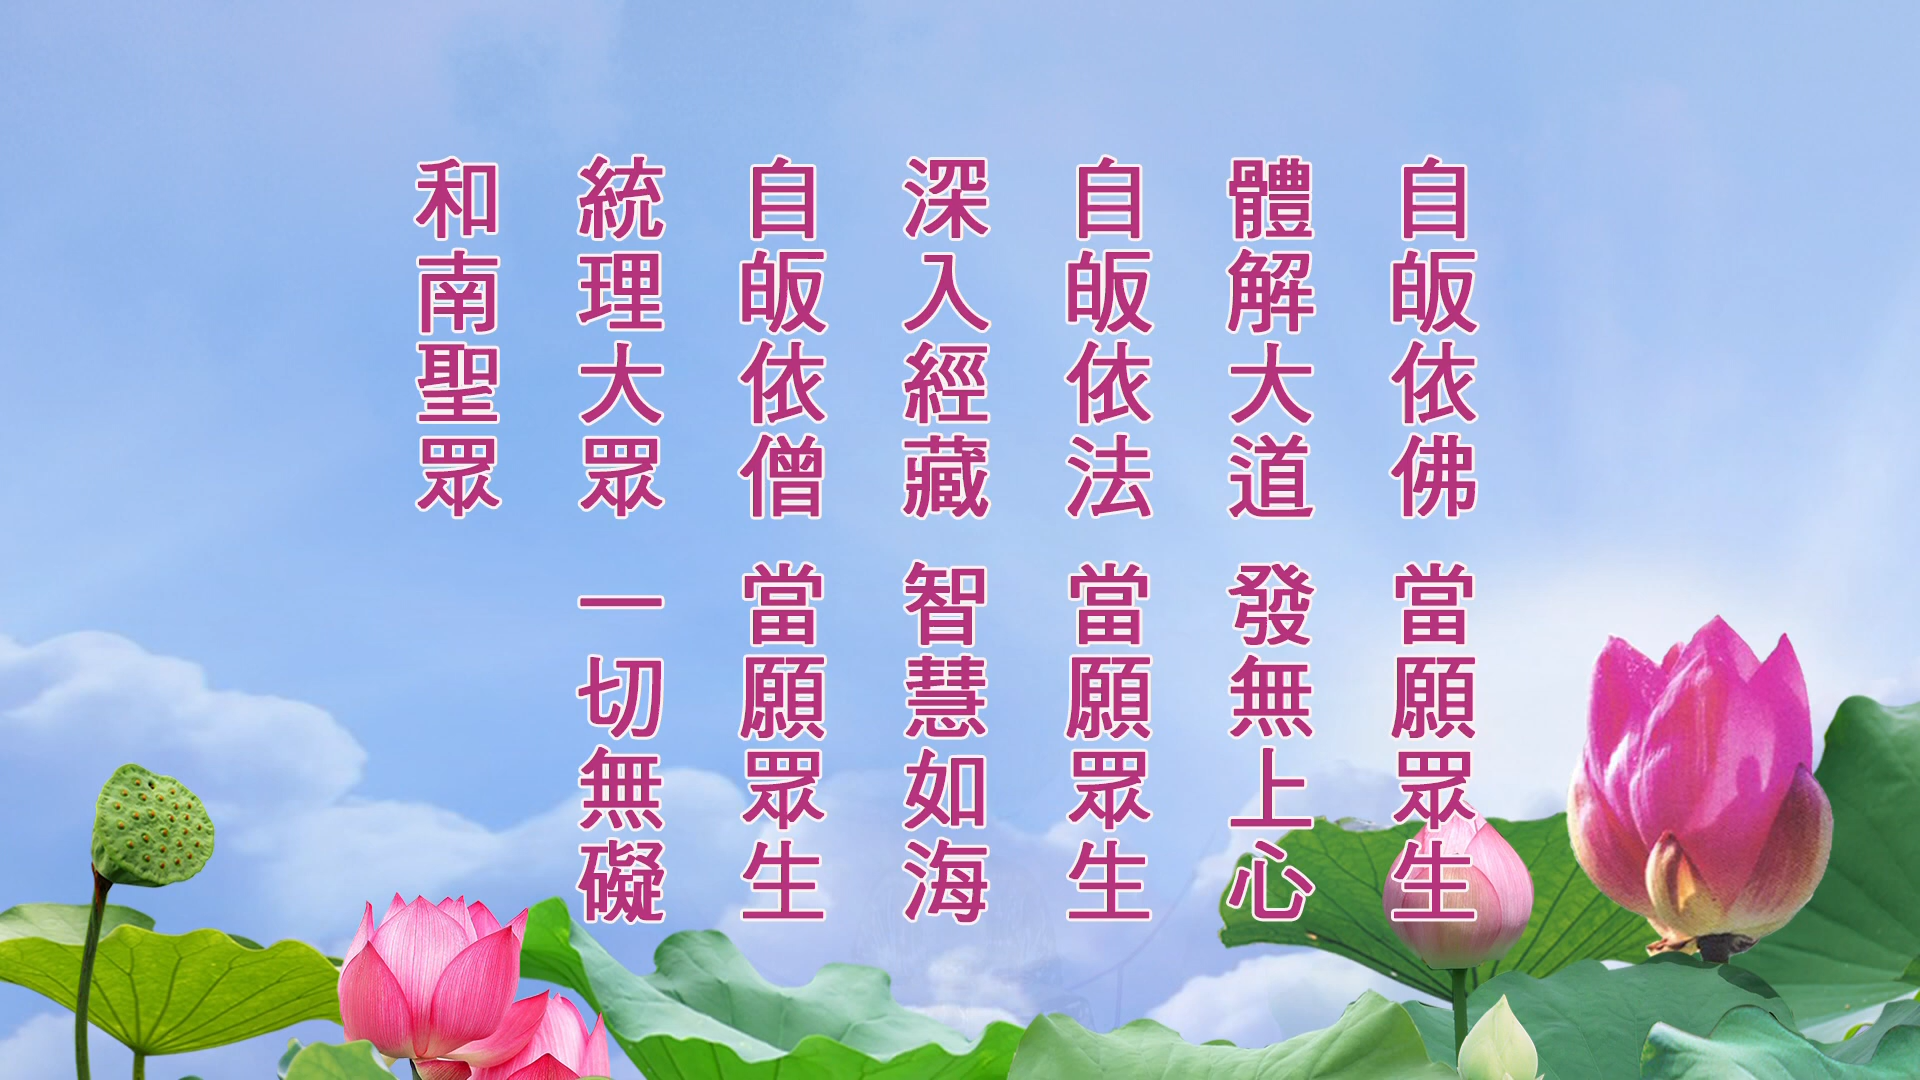 自皈依佛 當願眾生
體解大道 發無上心
自皈依法 當願眾生
深入經藏 智慧如海
自皈依僧 當願眾生
統理大眾 一切無礙
和南聖眾